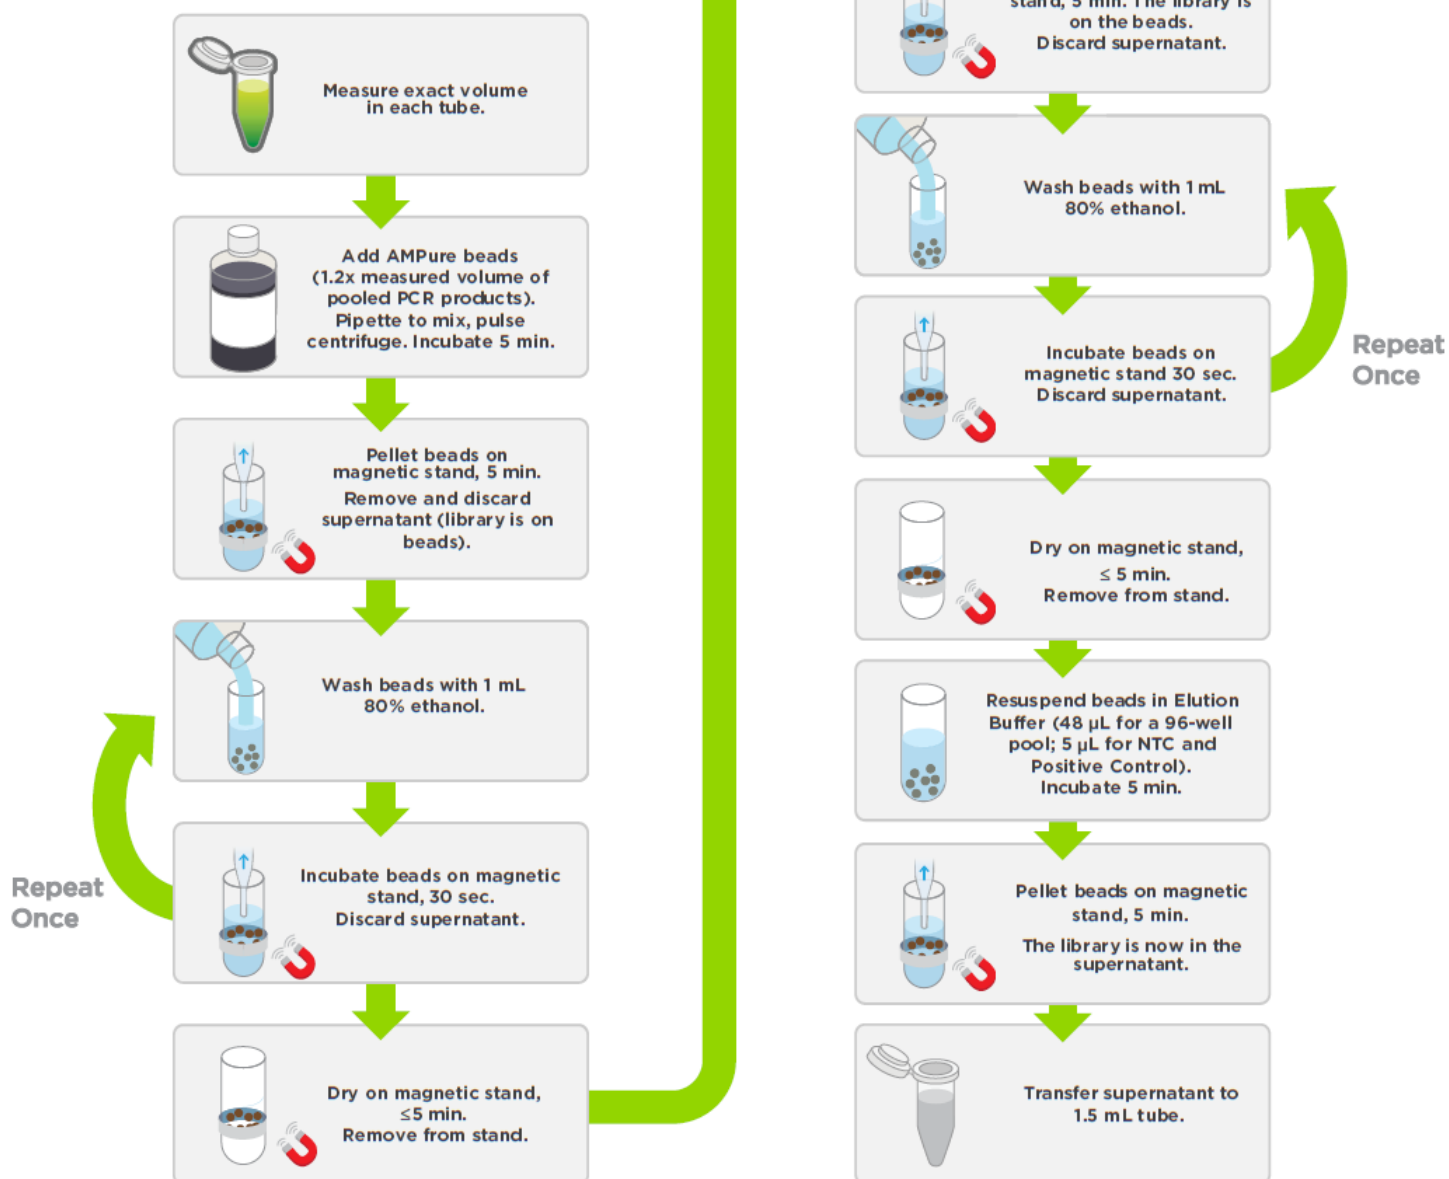 Measure exact volume
in each tube.
Add AMPure beads
(1.2x measured volume of
pooled PCR products).
Pipette to mix, pulse
centrifuge. Incubate 5 min.
Pellet beads on
magnetic stand, 5 min.
Remove and discard
supernatant (library is on
beads).
Wash beads with 1 mL
80% ethanol.
Repeat
Once
Incubate beads on magnetic
stand, 30 sec.
Discard supernatant.
Dry on magnetic stand,
≤5 min.
Remove from stand.
stand, 5 min. The library is
on the beads.
Discard supernatant.
Wash beads with 1 mL
80% ethanol.
Repeat
Once
Incubate beads on
magnetic stand 30 sec.
Discard supernatant.
Dry on magnetic stand,
≤ 5 min.
Remove from stand.
Resuspend beads in Elution
Buffer (48 µL for a 96-well
pool; 5 µL for NTC and
Positive Control).
Incubate 5 min.
Pellet beads on magnetic
stand, 5 min.
The library is now in the
supernatant.
Transfer supernatant to
1.5 mL tube.